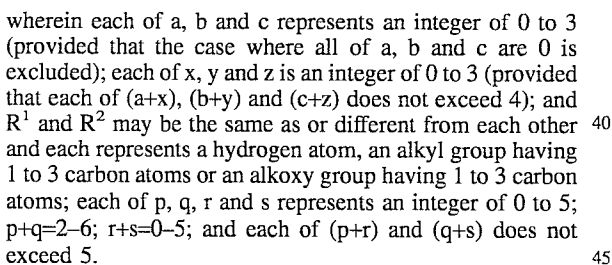 wherein each of a, b and c represents an integer of 0 to 3
(provided that the case where all of a, b and c are 0 is
excluded); each of x, y and z is an integer of 0 to 3 (provided
that each of (a+x), (b+y) and (c+z) does not exceed 4); and
R¹ and R² may be the same as or different from each other 40
and each represents a hydrogen atom, an alkyl group having
1 to 3 carbon atoms or an alkoxy group having 1 to 3 carbon
atoms; each of p, q, r and s represents an integer of 0 to 5;
p+q=2–6; r+s=0–5; and each of (p+r) and (q+s) does not
exceed 5. 45